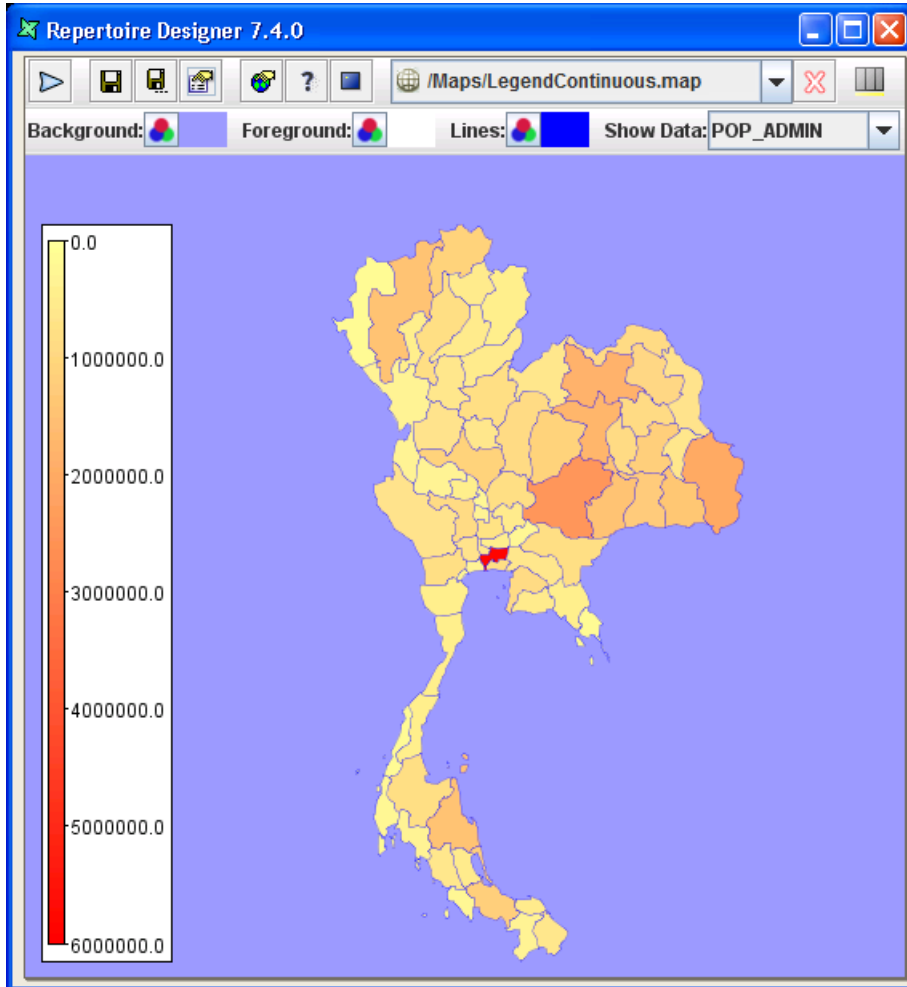 Repertoire Designer 7.4.0
/Maps/LegendContinuous.map
Background: Foreground: Lines: Show Data: POP_ADMIN
0.0
1000000.0
2000000.0
3000000.0
4000000.0
5000000.0
6000000.0